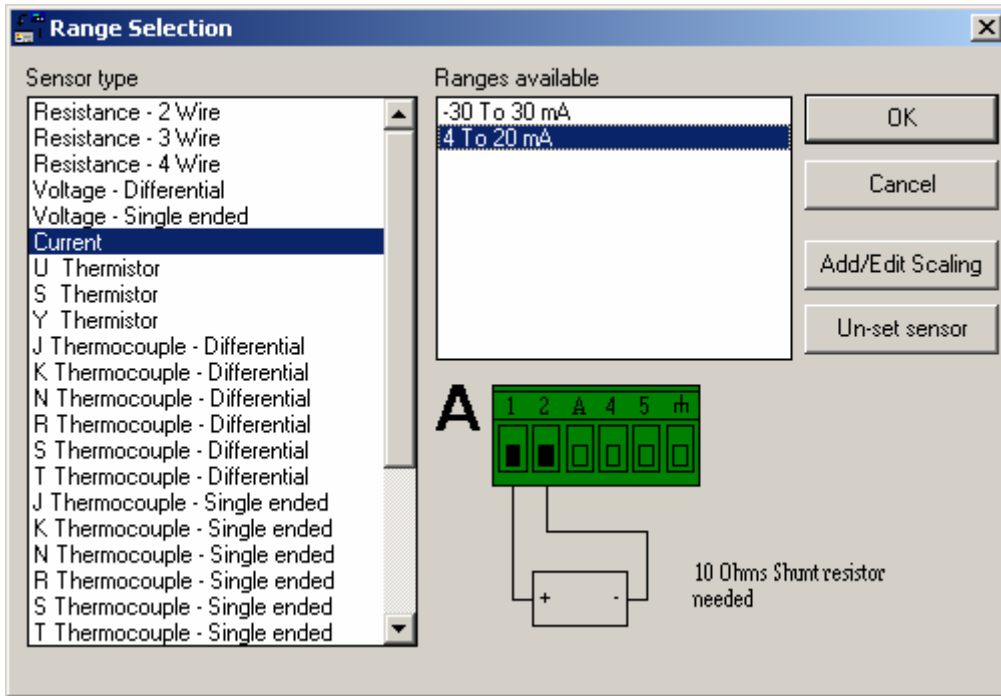 Range Selection
Sensor type
Resistance - 2 Wire
Resistance - 3 Wire
Resistance - 4 Wire
Voltage - Differential
Voltage - Single ended
Current
U Thermistor
S Thermistor
Y Thermistor
J Thermocouple - Differential
K Thermocouple - Differential
N Thermocouple - Differential
R Thermocouple - Differential
S Thermocouple - Differential
T Thermocouple - Differential
J Thermocouple - Single ended
K Thermocouple - Single ended
N Thermocouple - Single ended
R Thermocouple - Single ended
S Thermocouple - Single ended
T Thermocouple - Single ended
Ranges available
-30 To 30 mA
4 To 20 mA
OK
Cancel
Add/Edit Scaling
Un-set sensor
A
1 2 A 4 5
+ -
10 Ohms Shunt resistor
needed